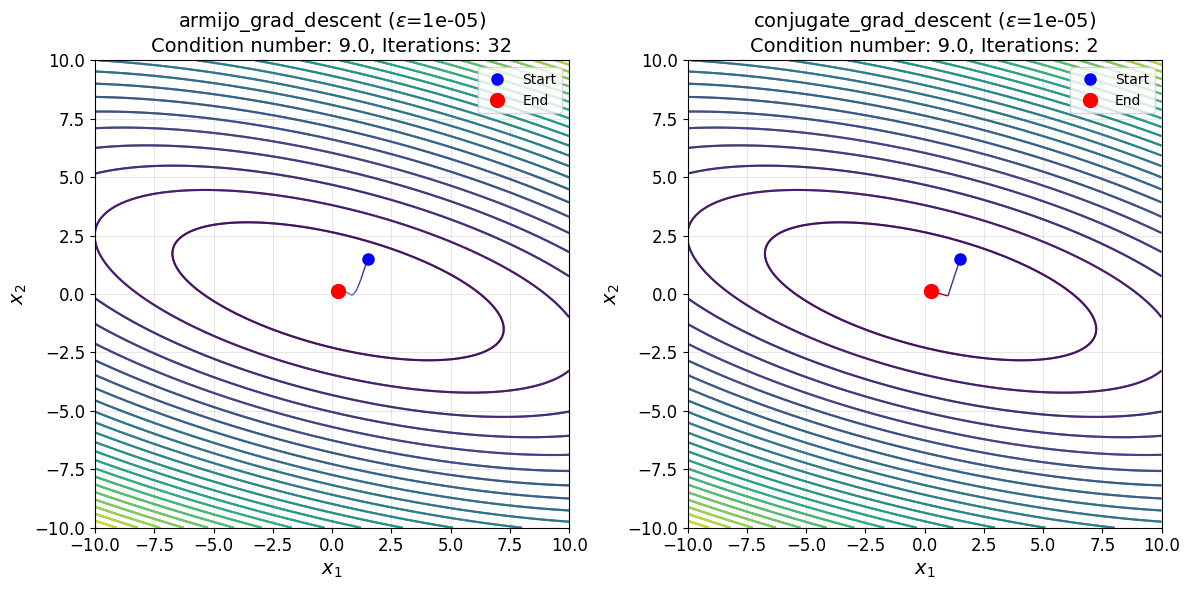 armijo_grad_descent (ε=1e-05)
Condition number: 9.0, Iterations: 32
10.0
7.5
5.0
2.5
0.0
−2.5
−5.0
−7.5
−10.0
x₂
Start
End
−10.0 −7.5 −5.0 −2.5 0.0 2.5 5.0 7.5 10.0
x₁
conjugate_grad_descent (ε=1e-05)
Condition number: 9.0, Iterations: 2
10.0
7.5
5.0
2.5
0.0
−2.5
−5.0
−7.5
−10.0
x₂
Start
End
−10.0 −7.5 −5.0 −2.5 0.0 2.5 5.0 7.5 10.0
x₁